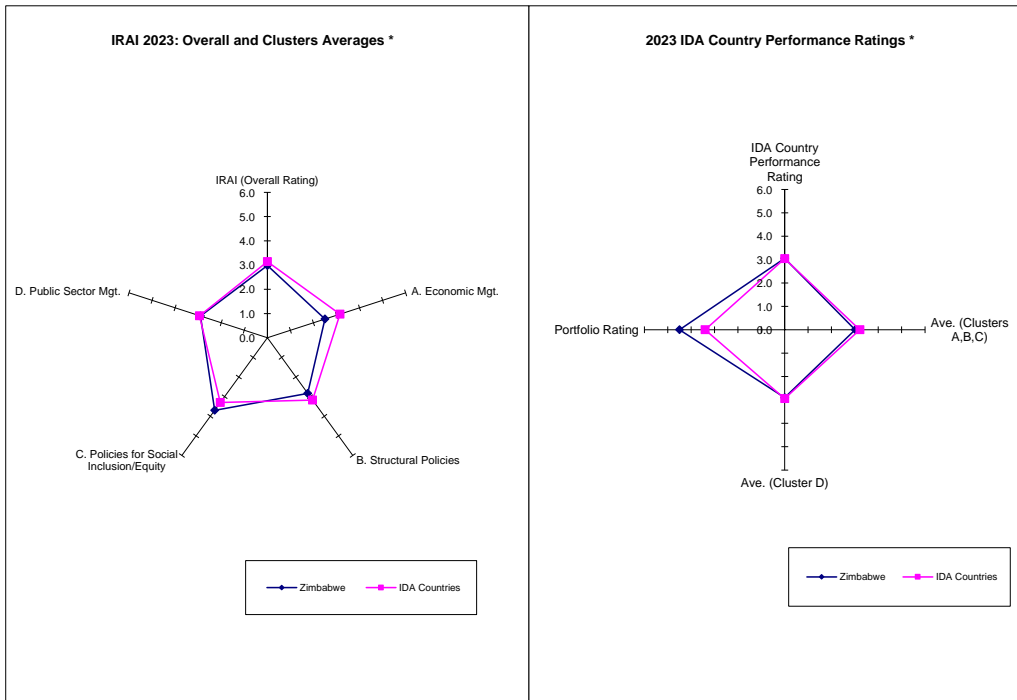 IRAI 2023: Overall and Clusters Averages *
IRAI (Overall Rating)
6.0
5.0
4.0
3.0
2.0
1.0
0.0
A. Economic Mgt.
B. Structural Policies
C. Policies for Social
Inclusion/Equity
D. Public Sector Mgt.
Zimbabwe
IDA Countries
2023 IDA Country Performance Ratings *
IDA Country
Performance
Rating
6.0
5.0
4.0
3.0
2.0
1.0
0.0
Ave. (Clusters
A,B,C)
Ave. (Cluster D)
Portfolio Rating
Zimbabwe
IDA Countries